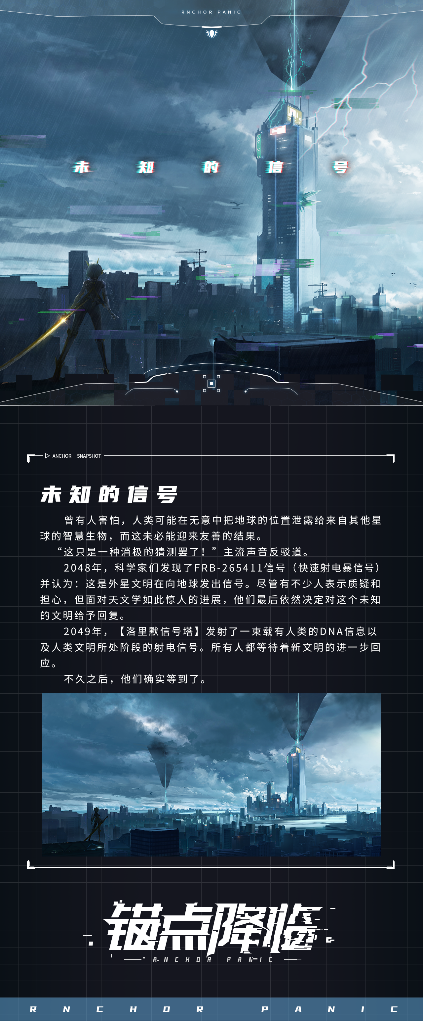 ANCHOR PANIC
未知的信号
ANCHOR SNAPSHOT
未知的信号
曾有人害怕，人类可能在无意中把地球的位置泄露给来自其他星
球的智慧生物，而这未必能迎来友善的结果。
“这只是一种消极的猜测罢了！”主流声音反驳道。
2048年，科学家们发现了FRB-265411信号（快速射电暴信号）
并认为：这是外星文明在向地球发出信号。尽管有不少人表示质疑和
担心，但面对天文学如此惊人的进展，他们最后依然决定对这个未知
的文明给予回复。
2049年，【洛里默信号塔】发射了一束载有人类的DNA信息以
及人类文明所处阶段的射电信号。所有人都等待着新文明的进一步回
应。
不久之后，他们确实等到了。
锚点降临
ANCHOR PANIC
ANCHOR PANIC